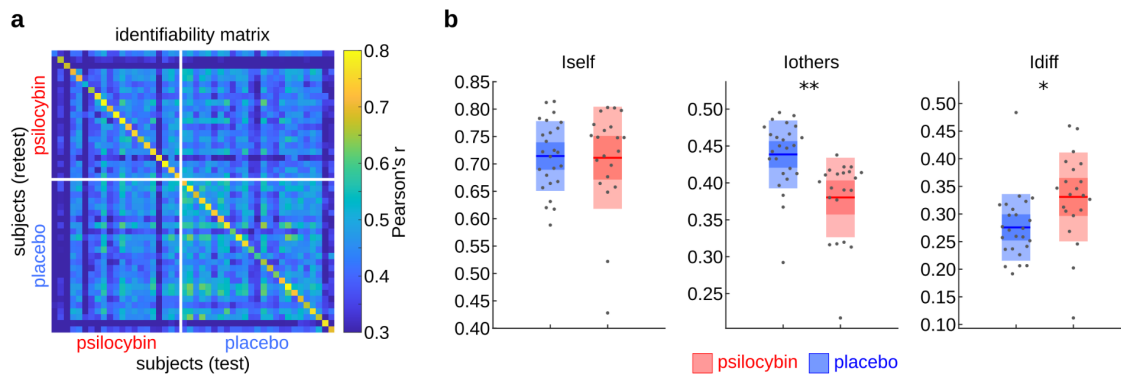 a
identifiability matrix
subjects (retest)
psilocybin
placebo
psilocybin
placebo
subjects (test)
0.8
0.7
0.6
0.5
0.4
0.3
Pearson's r
b
Iself
0.85
0.80
0.75
0.70
0.65
0.60
0.55
0.50
0.45
0.40
Iothers
**
0.50
0.45
0.40
0.35
0.30
0.25
Idiff
*
0.50
0.45
0.40
0.35
0.30
0.25
0.20
0.15
0.10
psilocybin
placebo